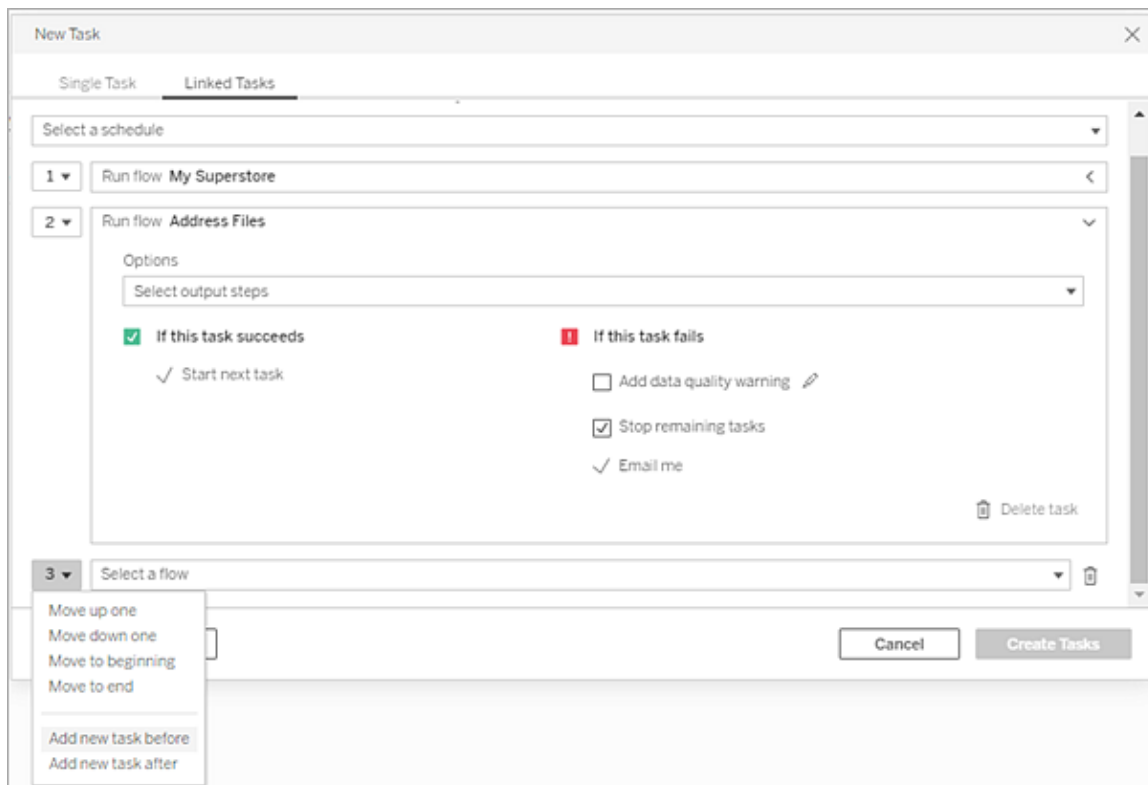 New Task
Single Task Linked Tasks
Select a schedule
1 Run flow My Superstore
2 Run flow Address Files
Options
Select output steps
If this task succeeds If this task fails
Start next task Add data quality warning
Stop remaining tasks
Email me
Delete task
3 Select a flow
Move up one
Move down one
Move to beginning
Move to end
Cancel Create Tasks
Add new task before
Add new task after